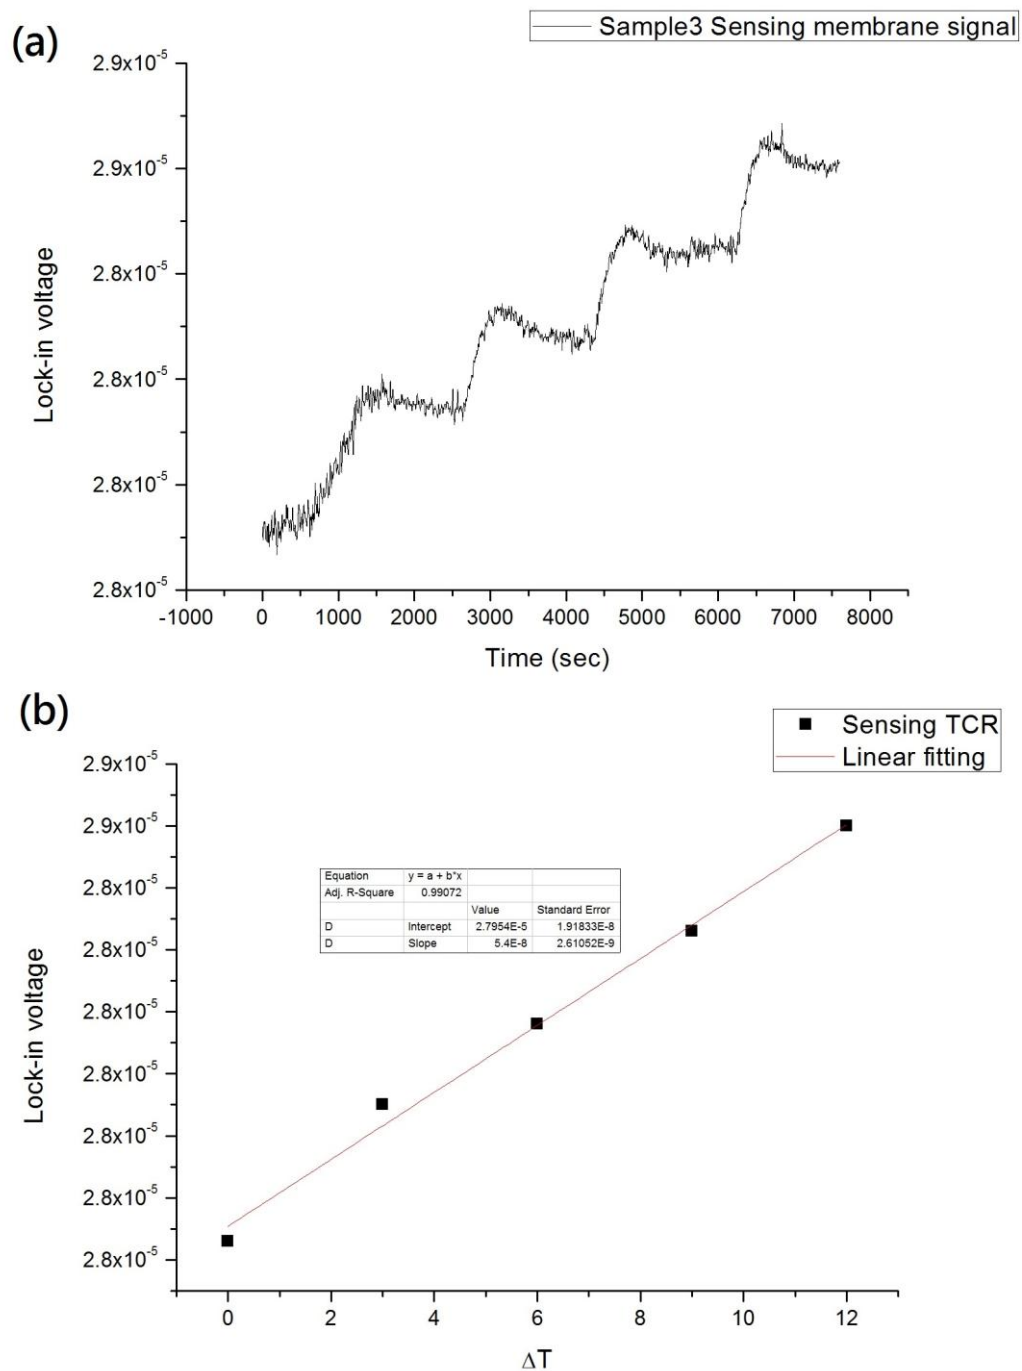 (a)
Sample3 Sensing membrane signal
2.9x10⁻⁵
2.9x10⁻⁵
2.8x10⁻⁵
2.8x10⁻⁵
2.8x10⁻⁵
2.8x10⁻⁵
Lock-in voltage
-1000 0 1000 2000 3000 4000 5000 6000 7000 8000
Time (sec)
(b)
Sensing TCR
Linear fitting
2.9x10⁻⁵
2.9x10⁻⁵
2.8x10⁻⁵
2.8x10⁻⁵
2.8x10⁻⁵
2.8x10⁻⁵
2.8x10⁻⁵
2.8x10⁻⁵
2.8x10⁻⁵
Lock-in voltage
Equation y = a + b*x
Adj. R-Square 0.99072
Value Standard Error
D Intercept 2.7954E-5 1.91833E-8
D Slope 5.4E-8 2.61052E-9
0 2 4 6 8 10 12
ΔT